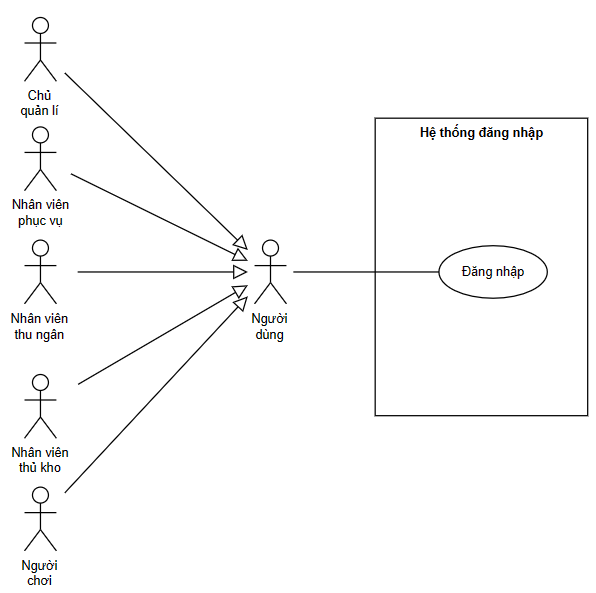 Chủ
quản lí
Nhân viên
phục vụ
Nhân viên
thu ngân
Nhân viên
thủ kho
Người
chơi
Người
dùng
Hệ thống đăng nhập
Đăng nhập